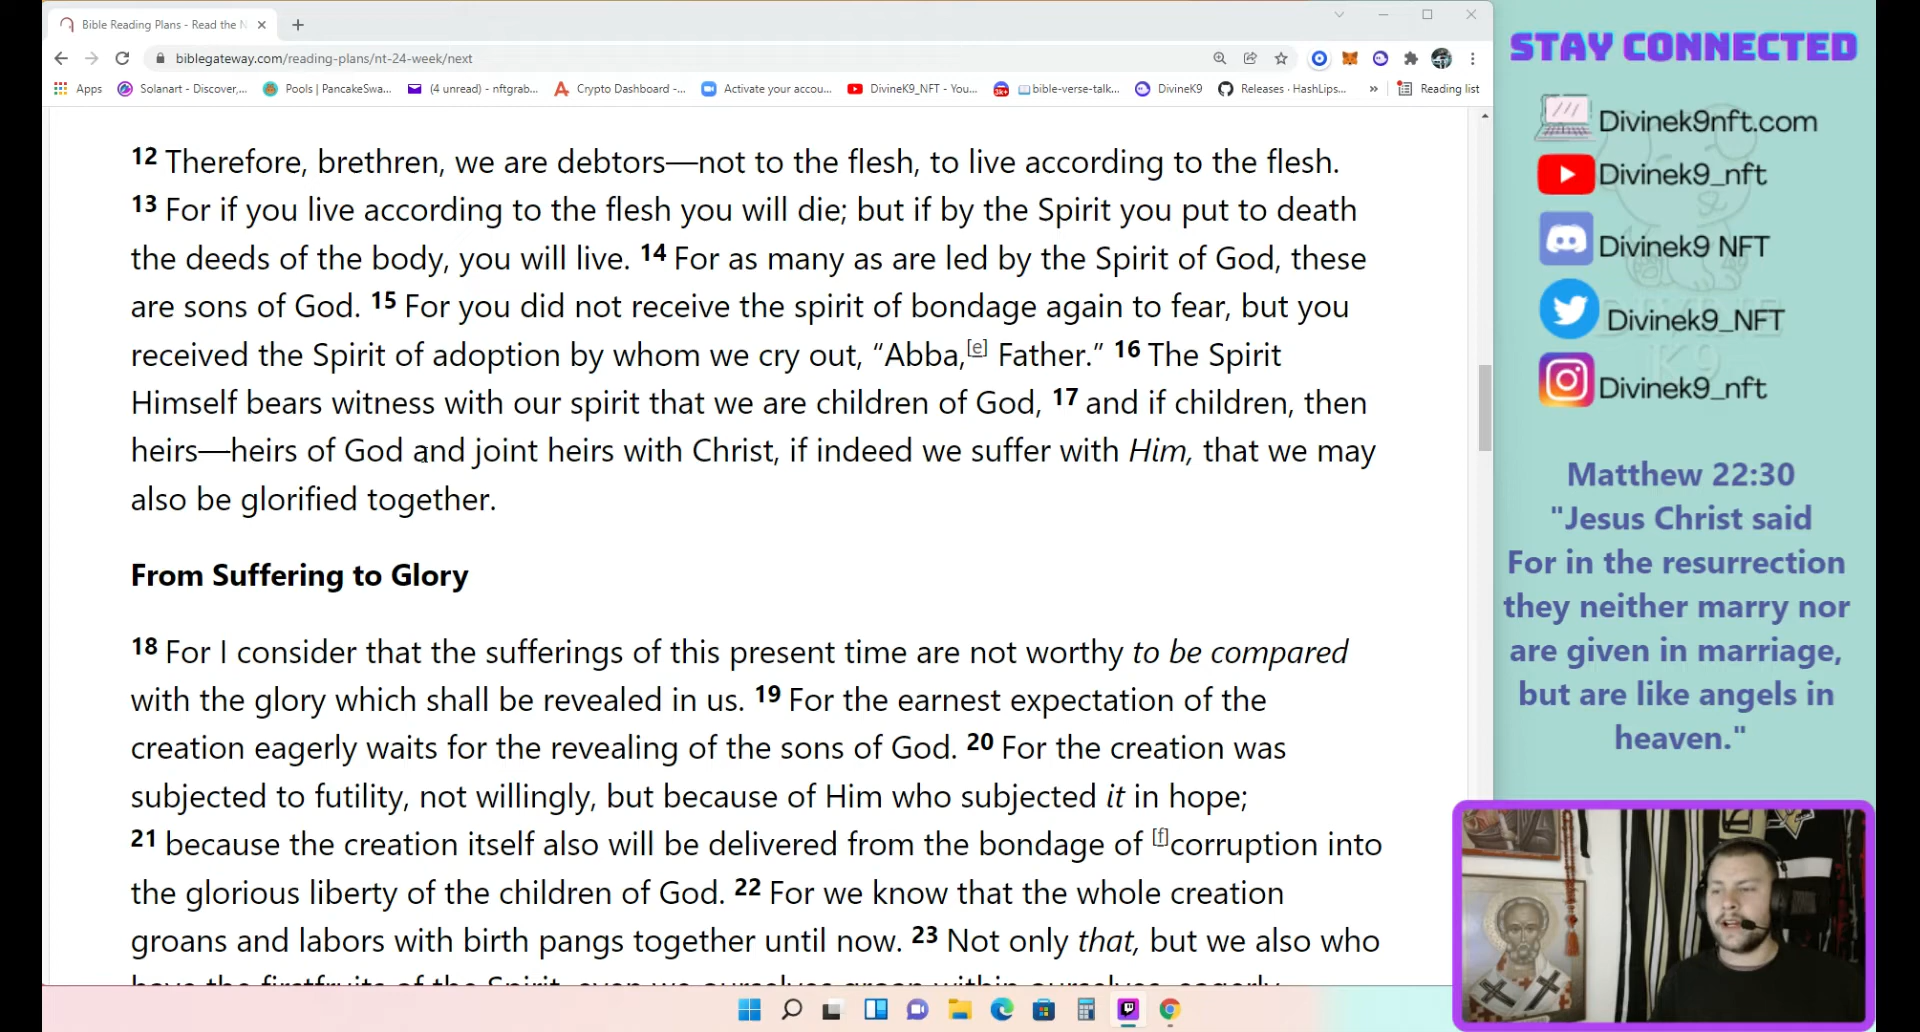 Bible Reading Plans - Read the N
biblegateway.com/reading-plans/nt-24-week/next
Apps
Solanart - Discover,...
Pools | PancakeSwa...
(4 unread) - nftgrab...
Crypto Dashboard -...
Activate your accou...
DivineK9_NFT - You...
bible-verse-talk...
DivineK9
Releases · HashLips...
»
Reading list
12 Therefore, brethren, we are debtors—not to the flesh, to live according to the flesh.
13 For if you live according to the flesh you will die; but if by the Spirit you put to death
the deeds of the body, you will live. 14 For as many as are led by the Spirit of God, these
are sons of God. 15 For you did not receive the spirit of bondage again to fear, but you
received the Spirit of adoption by whom we cry out, “Abba,[e] Father.” 16 The Spirit
Himself bears witness with our spirit that we are children of God, 17 and if children, then
heirs—heirs of God and joint heirs with Christ, if indeed we suffer with Him, that we may
also be glorified together.
From Suffering to Glory
18 For I consider that the sufferings of this present time are not worthy to be compared
with the glory which shall be revealed in us. 19 For the earnest expectation of the
creation eagerly waits for the revealing of the sons of God. 20 For the creation was
subjected to futility, not willingly, but because of Him who subjected it in hope;
21 because the creation itself also will be delivered from the bondage of [f]corruption into
the glorious liberty of the children of God. 22 For we know that the whole creation
groans and labors with birth pangs together until now. 23 Not only that, but we also who
have the firstfruits of the Spirit, even we ourselves groan within ourselves, eagerly
STAY CONNECTED
Divinek9nft.com
Divinek9_nft
Divinek9 NFT
Divinek9_NFT
Divinek9_nft
DIVINE
K9
Matthew 22:30
"Jesus Christ said
For in the resurrection
they neither marry nor
are given in marriage,
but are like angels in
heaven."